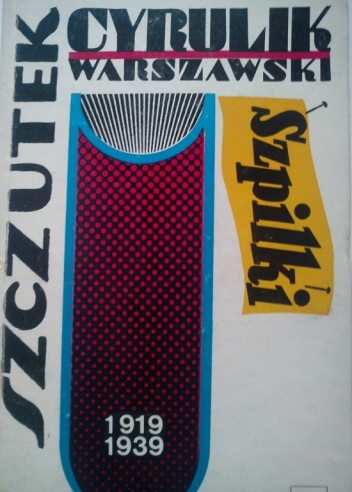 CYRULIK
WARSZAWSKI
SZCZUTEK
Szpilki
1919
1939